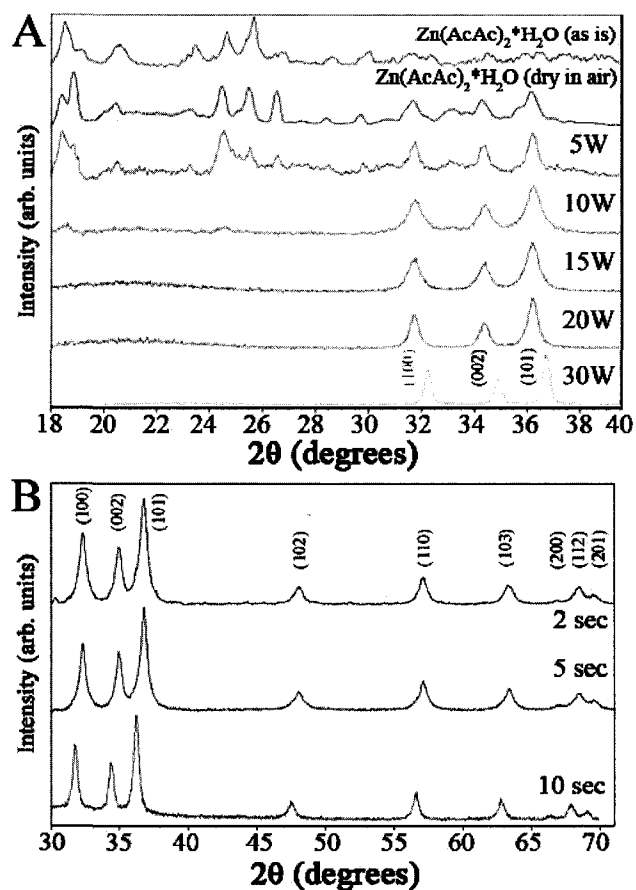 A
Zn(AcAc)2*H2O (as is)
Zn(AcAc)2*H2O (dry in air)
5W
10W
15W
20W
30W
(100)
(002)
(101)
Intensity (arb. units)
18 20 22 24 26 28 30 32 34 36 38 40
2θ (degrees)
B
(100)
(002)
(101)
(102)
(110)
(103)
(200)
(112)
(201)
2 sec
5 sec
10 sec
Intensity (arb. units)
30 35 40 45 50 55 60 65 70
2θ (degrees)